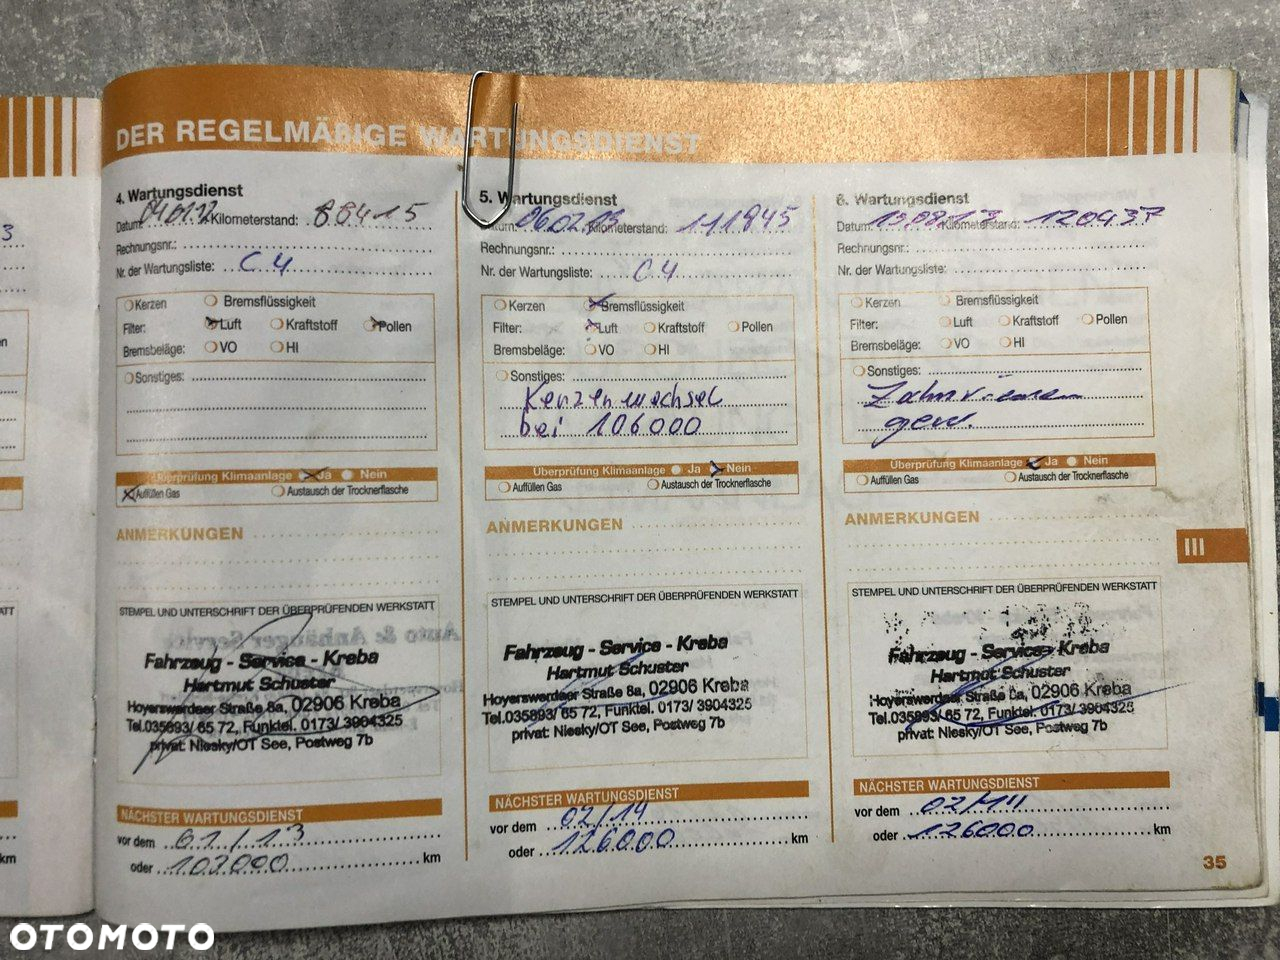 DER REGELMÄßIGE WARTUNGSDIENST
4. Wartungsdienst
Datum: 04.01.12 Kilometerstand: 88415
Rechnungsnr.:
Nr. der Wartungsliste: C4
Kerzen Bremsflüssigkeit
Filter: Luft Kraftstoff Pollen
Bremsbeläge: VO HI
Sonstiges:
Überprüfung Klimaanlage Ja Nein
Auffüllen Gas Austausch der Trocknerflasche
ANMERKUNGEN
STEMPEL UND UNTERSCHRIFT DER ÜBERPRÜFENDEN WERKSTATT
Fahrzeug - Service - Kreba
Hartmut Schuster
Hoyerswerdaer Straße 8a, 02906 Kreba
Tel.035893/ 65 72, Funktel. 0173/ 3904325
privat: Niesky/OT See, Postweg 7b
NÄCHSTER WARTUNGSDIENST
vor dem 01/13
oder 103000 km
5. Wartungsdienst
Datum: 06.02.13 Kilometerstand: 111845
Rechnungsnr.:
Nr. der Wartungsliste: C4
Kerzen Bremsflüssigkeit
Filter: Luft Kraftstoff Pollen
Bremsbeläge: VO HI
Sonstiges:
Kerzenwechsel
bei 106000
Überprüfung Klimaanlage Ja Nein
Auffüllen Gas Austausch der Trocknerflasche
ANMERKUNGEN
STEMPEL UND UNTERSCHRIFT DER ÜBERPRÜFENDEN WERKSTATT
Fahrzeug - Service - Kreba
Hartmut Schuster
Hoyerswerdaer Straße 8a, 02906 Kreba
Tel.035893/ 65 72, Funktel. 0173/ 3904325
privat: Niesky/OT See, Postweg 7b
NÄCHSTER WARTUNGSDIENST
vor dem 02/14
oder 126000 km
6. Wartungsdienst
Datum: 13.08.13 Kilometerstand: 120437
Rechnungsnr.:
Nr. der Wartungsliste:
Kerzen Bremsflüssigkeit
Filter: Luft Kraftstoff Pollen
Bremsbeläge: VO HI
Sonstiges:
Zahnriemen
gew.
Überprüfung Klimaanlage Ja Nein
Auffüllen Gas Austausch der Trocknerflasche
ANMERKUNGEN
STEMPEL UND UNTERSCHRIFT DER ÜBERPRÜFENDEN WERKSTATT
Fahrzeug - Service - Kreba
Hartmut Schuster
Hoyerswerdaer Straße 8a, 02906 Kreba
Tel.035893/ 65 72, Funktel. 0173/ 3904325
privat: Niesky/OT See, Postweg 7b
NÄCHSTER WARTUNGSDIENST
vor dem 02/14
oder 126000 km
III
35
3
km
OTOMOTO